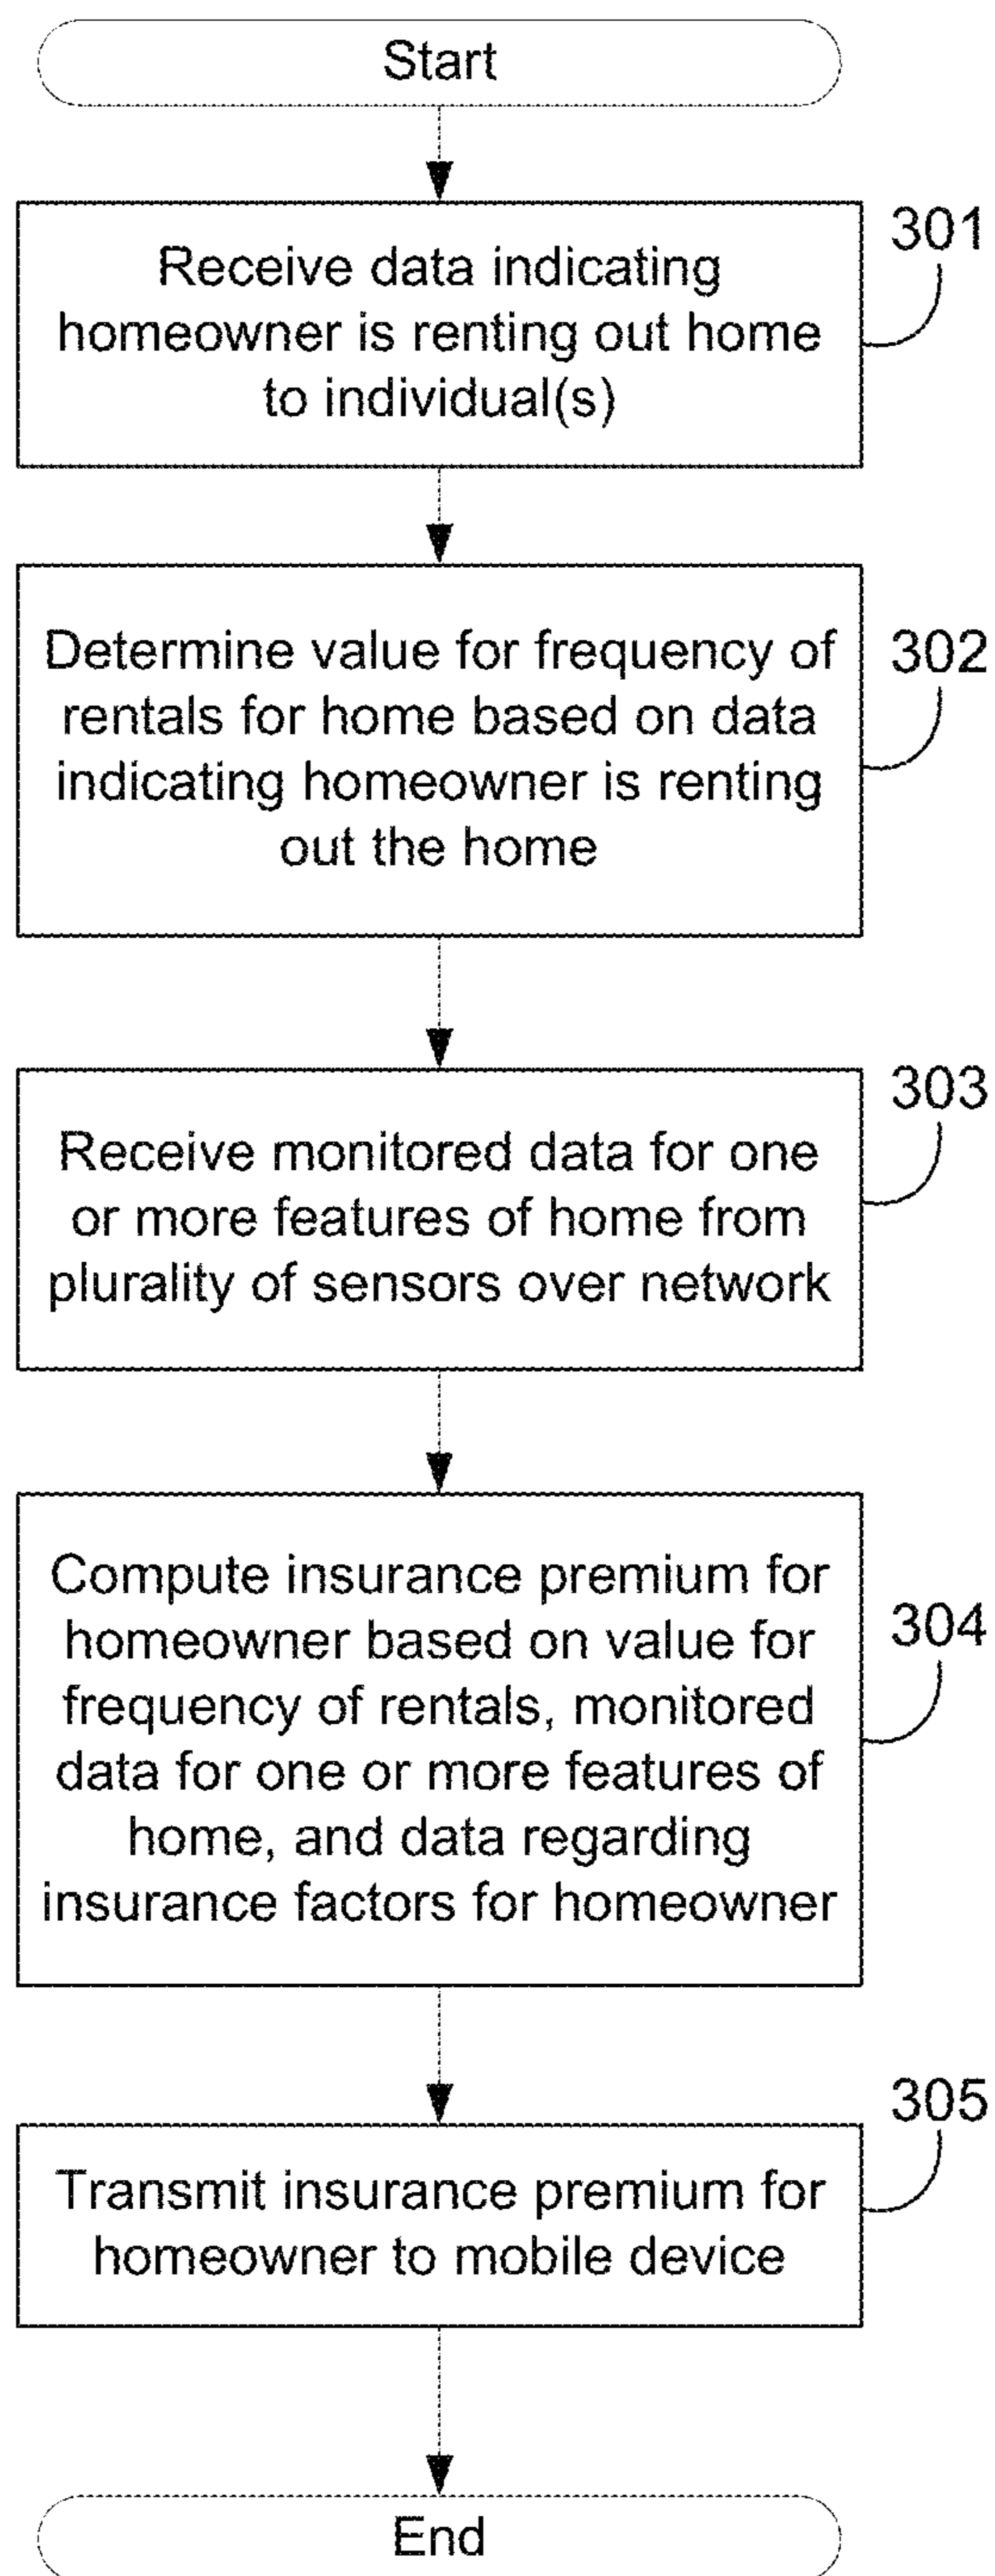 Start
301
Receive data indicating
homeowner is renting out home
to individual(s)
302
Determine value for frequency of
rentals for home based on data
indicating homeowner is renting
out the home
303
Receive monitored data for one
or more features of home from
plurality of sensors over network
304
Compute insurance premium for
homeowner based on value for
frequency of rentals, monitored
data for one or more features of
home, and data regarding
insurance factors for homeowner
305
Transmit insurance premium for
homeowner to mobile device
End